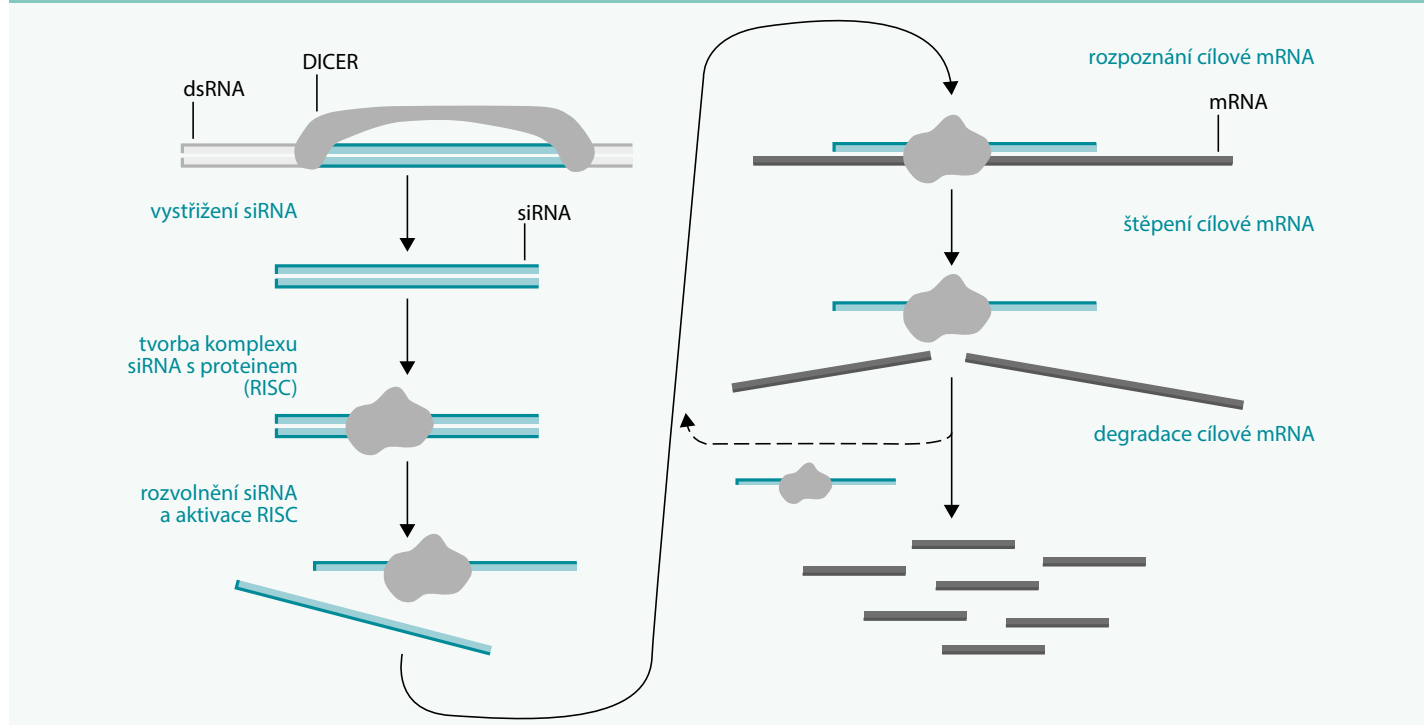 DICER
dsRNA
vystřižení siRNA
siRNA
tvorba komplexu
siRNA s proteinem
(RISC)
rozvolnění siRNA
a aktivace RISC
rozpoznání cílové mRNA
mRNA
štěpení cílové mRNA
degradace cílové mRNA